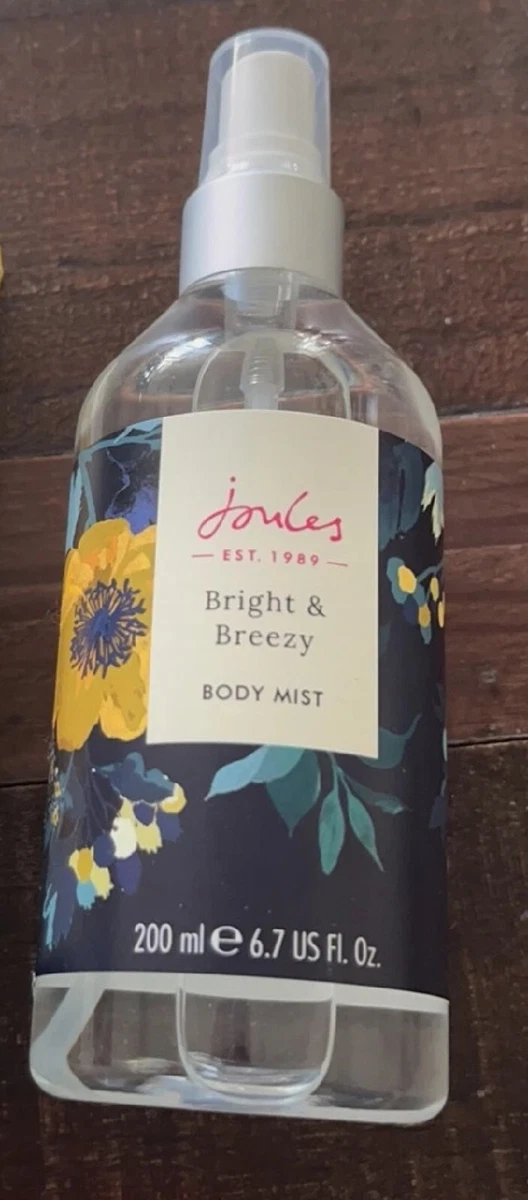 joules
EST. 1989
Bright &
Breezy
BODY MIST
200 ml ℮ 6.7 US Fl. Oz.